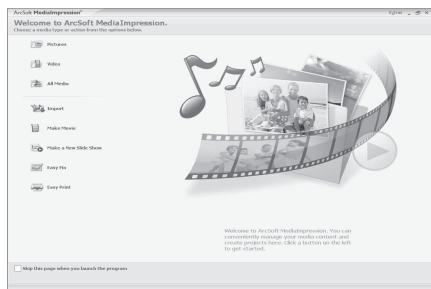 ArcSoft MediaImpression®
Welcome to ArcSoft MediaImpression.
Choose a media type or action from the options below.
Pictures
Video
All Media
Import
Make Movie
Make a New Slide Show
Easy Fix
Easy Print
Welcome to ArcSoft MediaImpression. You can
conveniently manage your media content and
create projects here. Click a button on the left
to get started.
Skip this page when you launch the program